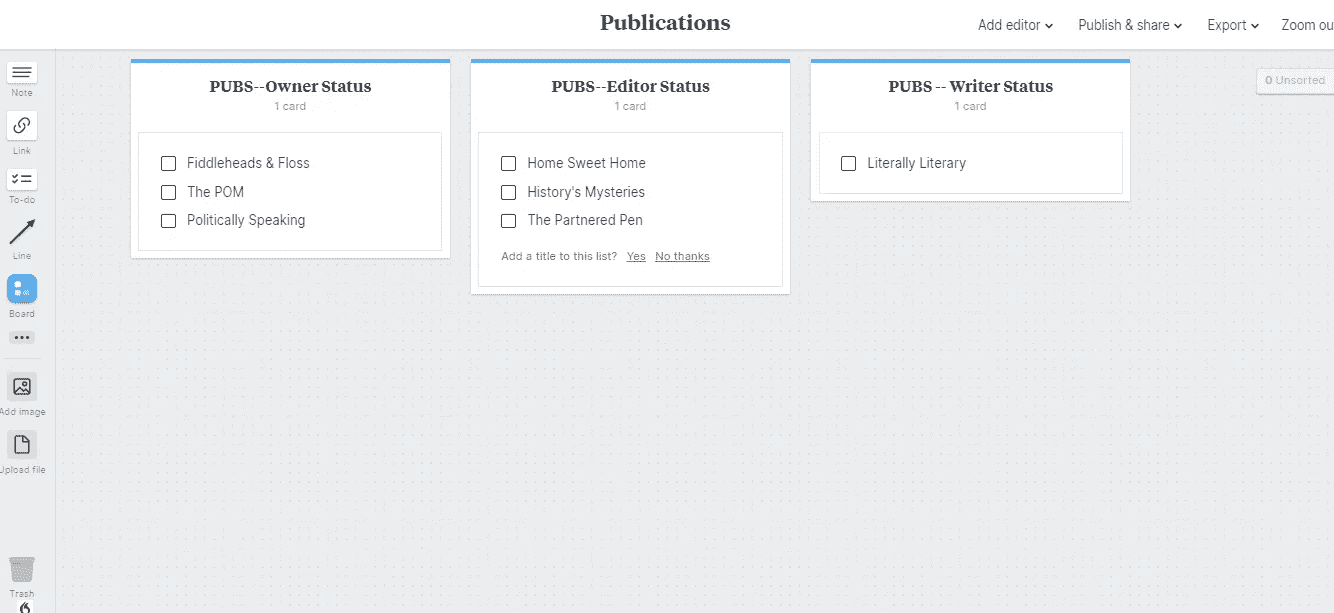 Publications
Add editor
Publish & share
Export
Zoom ou
Note
Link
To-do
Line
Board
Add image
Upload file
Trash
PUBS--Owner Status
1 card
Fiddleheads & Floss
The POM
Politically Speaking
PUBS--Editor Status
1 card
Home Sweet Home
History's Mysteries
The Partnered Pen
Add a title to this list? Yes No thanks
PUBS -- Writer Status
1 card
Literally Literary
0 Unsorted